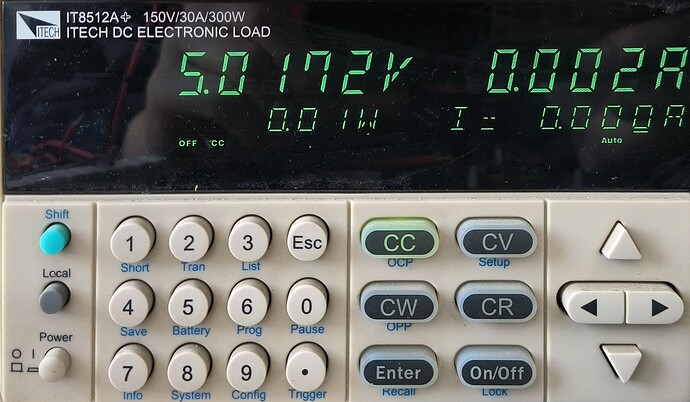 ITECH
IT8512A+ 150V/30A/300W
ITECH DC ELECTRONIC LOAD
5.0172V 0.002A
0.01W I= 0.000A
OFF CC Auto
Shift
1 2 3 Esc CC CV
Short Tran List OCP Setup
Local
4 5 6 0 CW CR
Save Battery Prog Pause OPP
Power
O I
7 8 9 • Enter On/Off
Info System Config Trigger Recall Lock